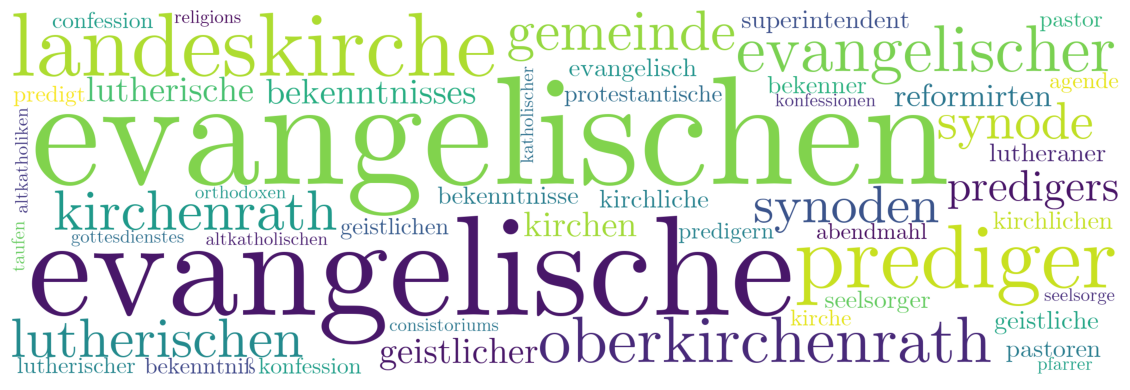 confession religions superintendent pastor
landeskirche gemeinde evangelischer
predigt lutherische bekenntnisses evangelisch bekenner agende
katholischer protestantische konfessionen reformirten
altkatholiken evangelischen synode
lutheraner
orthodoxen bekenntnisse kirchliche predigers
kirchenrath geistlichen kirchen synoden kirchlichen
taufen gottesdienstes altkatholischen predigern abendmahl
evangelische prediger
seelsorger seelsorge
lutherischen consistoriums kirche geistliche
geistlicher oberkirchenrath pastoren
lutherischer bekenntniß konfession pfarrer